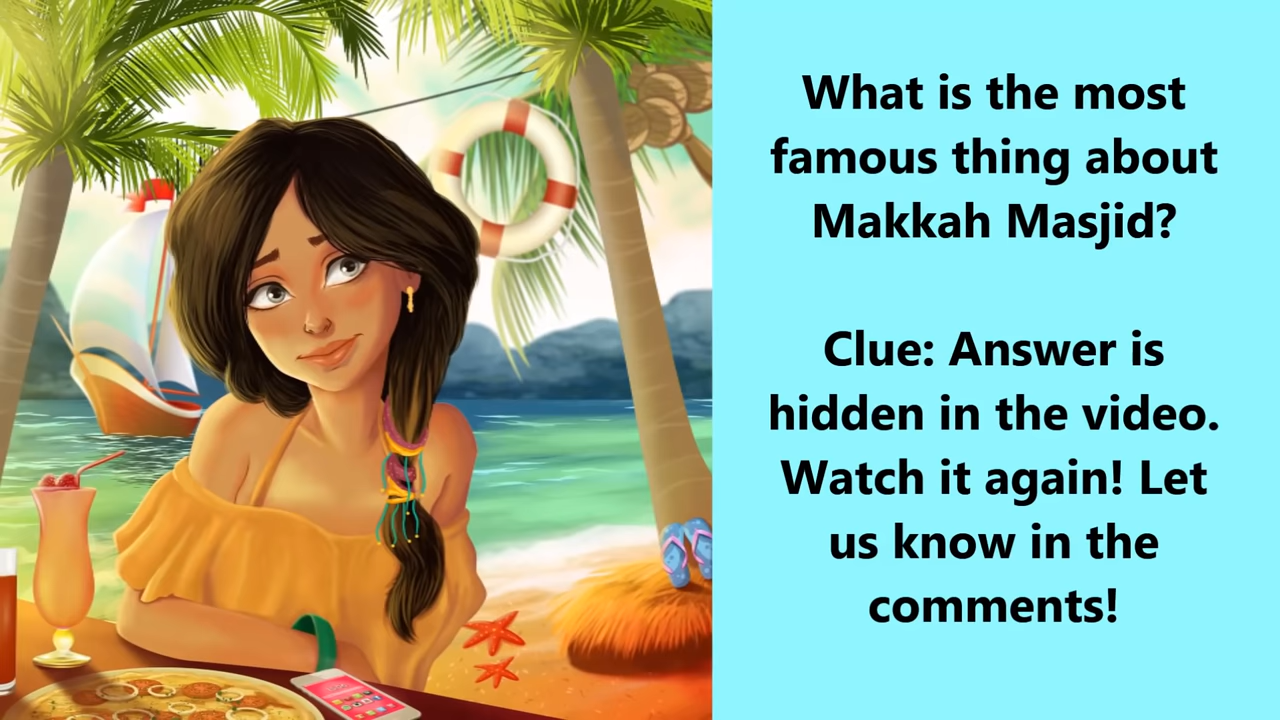 What is the most
famous thing about
Makkah Masjid?
Clue: Answer is
hidden in the video.
Watch it again! Let
us know in the
comments!